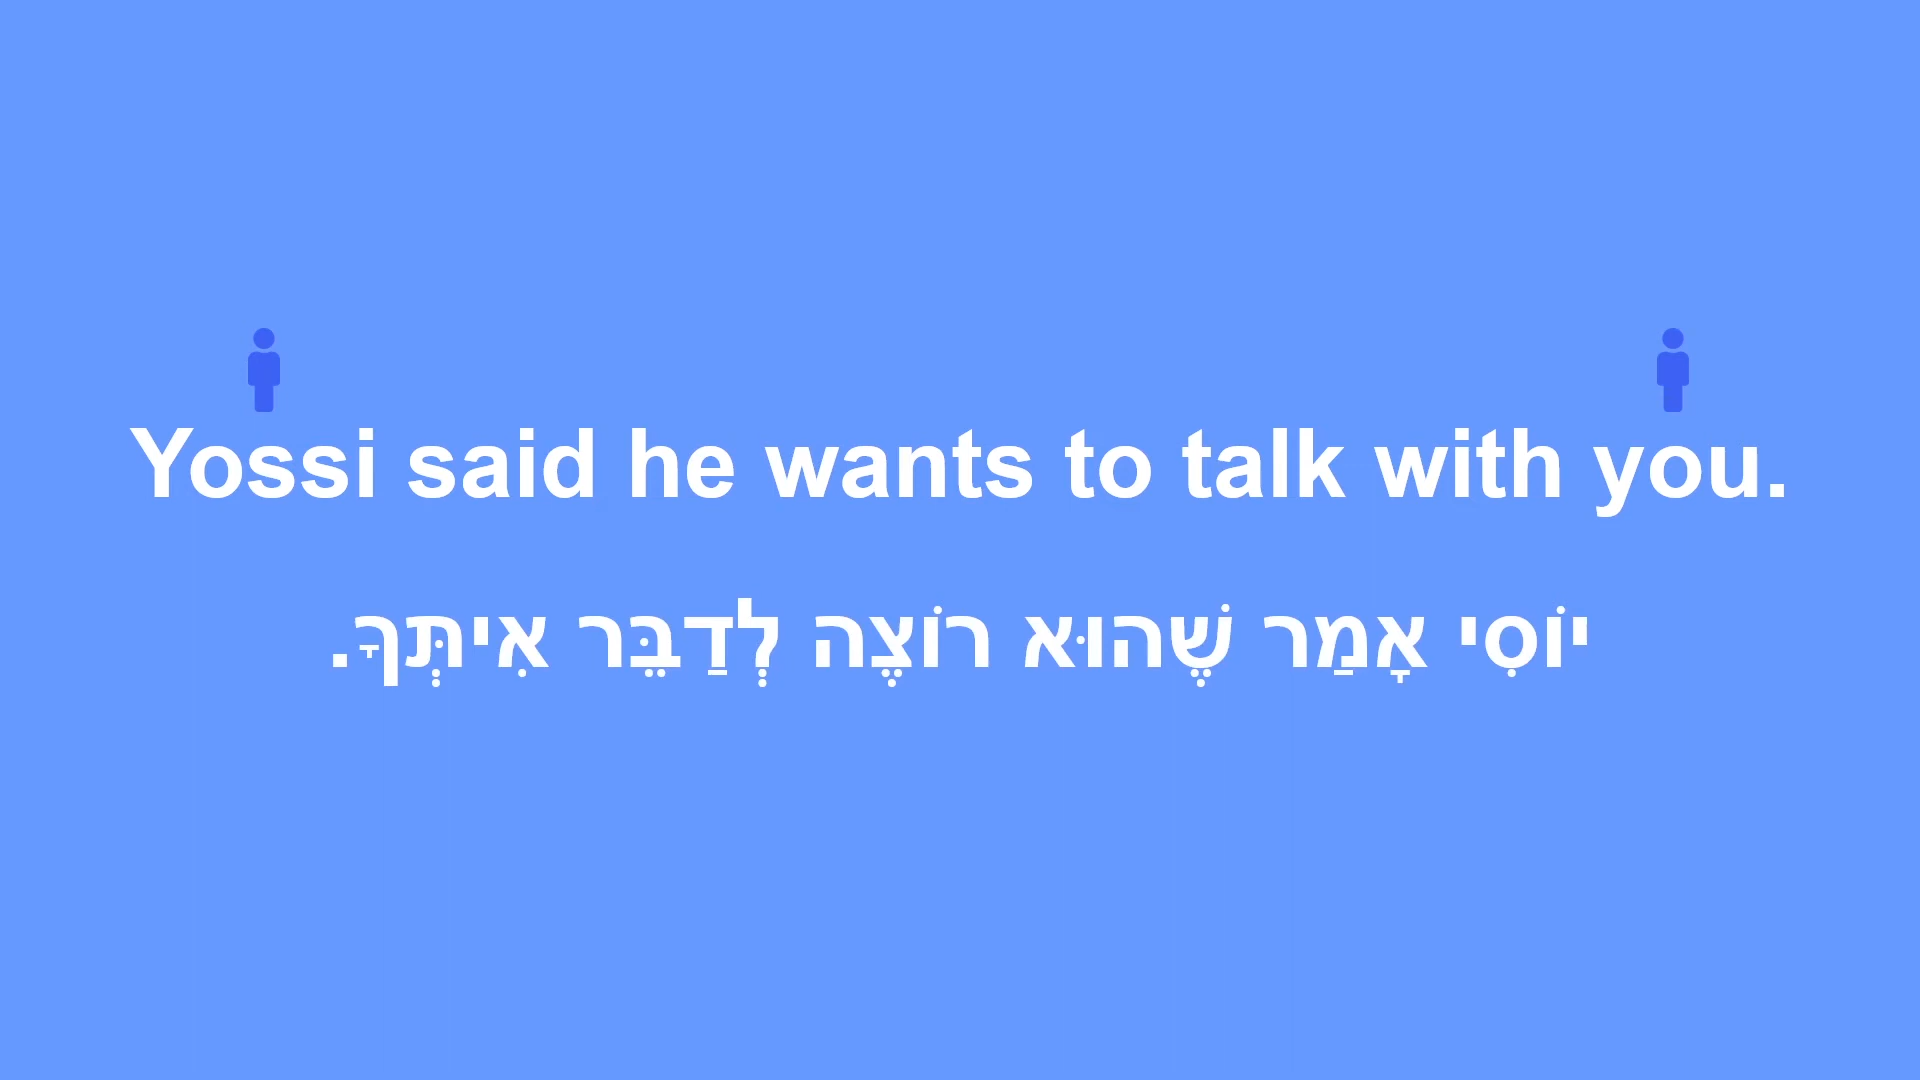 Yossi said he wants to talk with you.
יוֹסִי אָמַר שֶׁהוּא רוֹצֶה לְדַבֵּר אִיתְּךָ.